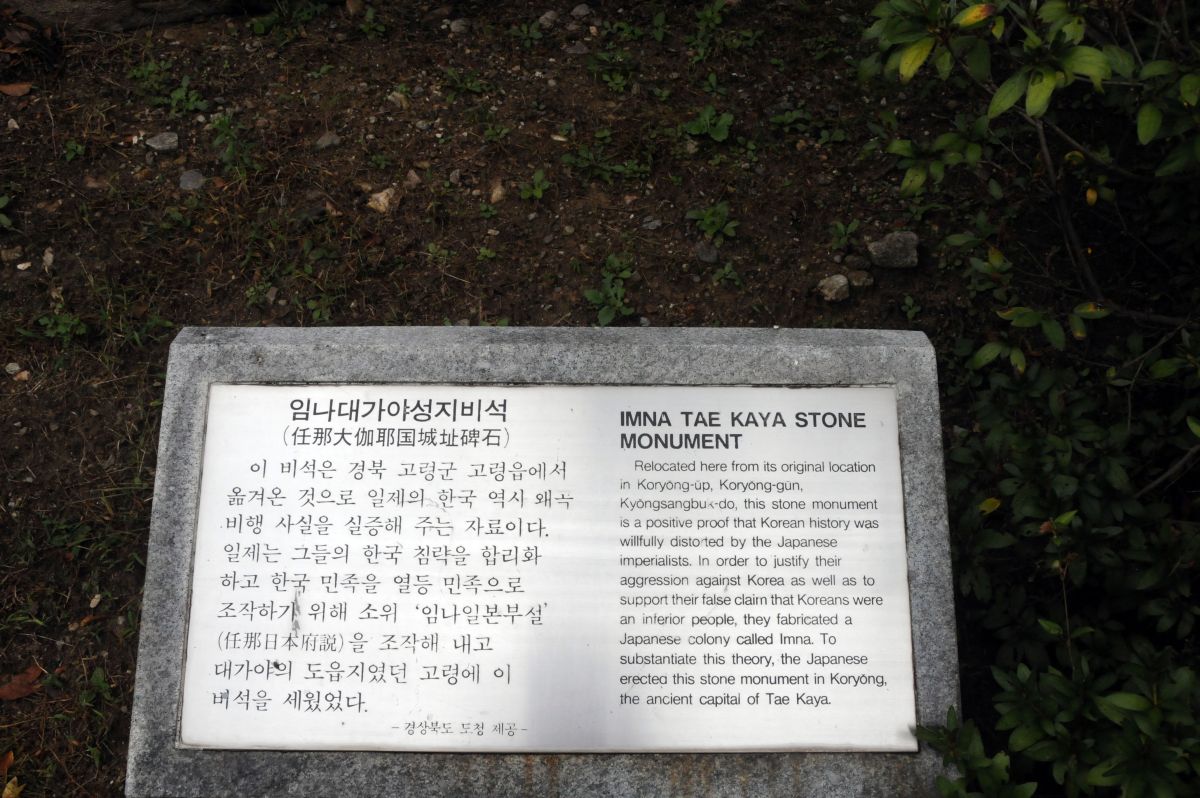 임나대가야성지비석
(任那大伽耶国城址碑石)
이 비석은 경북 고령군 고령읍에서
옮겨온 것으로 일제의 한국 역사 왜곡
비행 사실을 실증해 주는 자료이다.
일제는 그들의 한국 침략을 합리화
하고 한국 민족을 열등 민족으로
조작하기 위해 소위 ‘임나일본부설’
(任那日本府説)을 조작해 내고
대가야의 도읍지였던 고령에 이
비석을 세웠었다.
- 경상북도 도청 제공 -
IMNA TAE KAYA STONE
MONUMENT
Relocated here from its original location
in Koryŏng-ŭp, Koryŏng-gun,
Kyŏngsangbuk-do, this stone monument
is a positive proof that Korean history was
willfully distorted by the Japanese
imperialists. In order to justify their
aggression against Korea as well as to
support their false claim that Koreans were
an inferior people, they fabricated a
Japanese colony called Imna. To
substantiate this theory, the Japanese
erected this stone monument in Koryŏng,
the ancient capital of Tae Kaya.